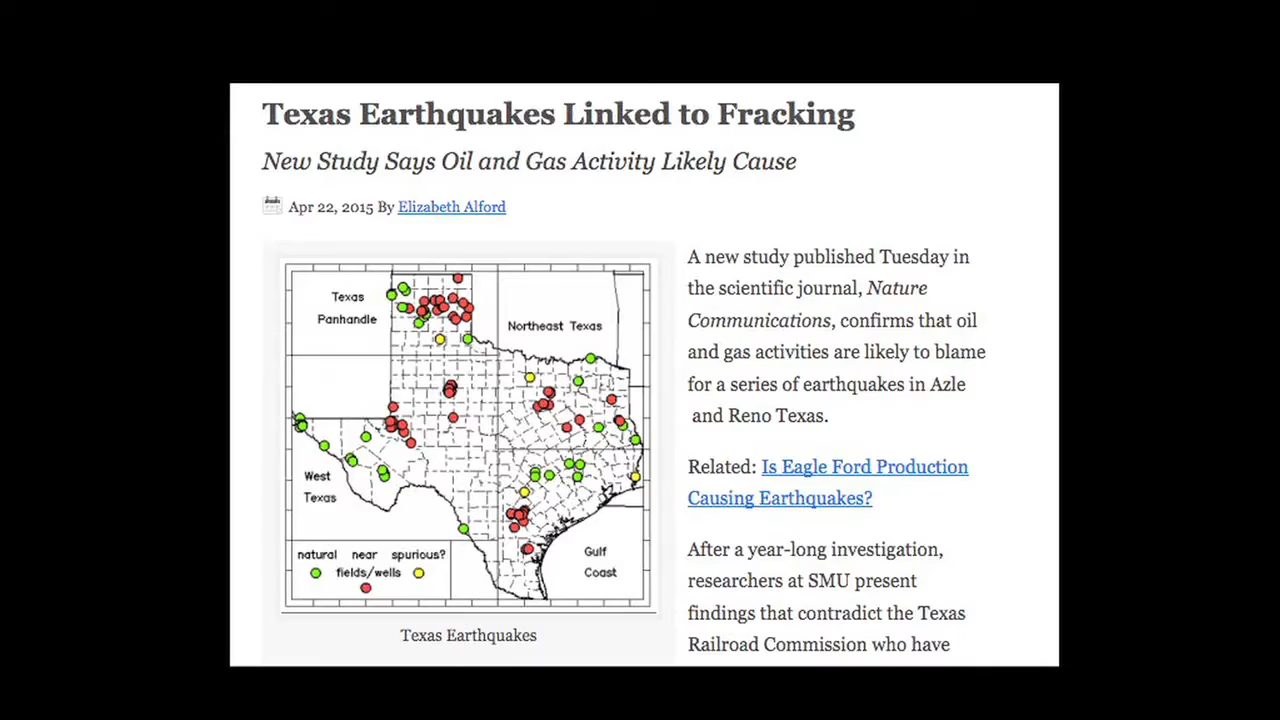 Texas Earthquakes Linked to Fracking
New Study Says Oil and Gas Activity Likely Cause
Apr 22, 2015 By Elizabeth Alford
Texas
Panhandle
Northeast Texas
West
Texas
natural near spurious?
fields/wells
Gulf
Coast
Texas Earthquakes
A new study published Tuesday in
the scientific journal, Nature
Communications, confirms that oil
and gas activities are likely to blame
for a series of earthquakes in Azle
and Reno Texas.
Related: Is Eagle Ford Production
Causing Earthquakes?
After a year-long investigation,
researchers at SMU present
findings that contradict the Texas
Railroad Commission who have